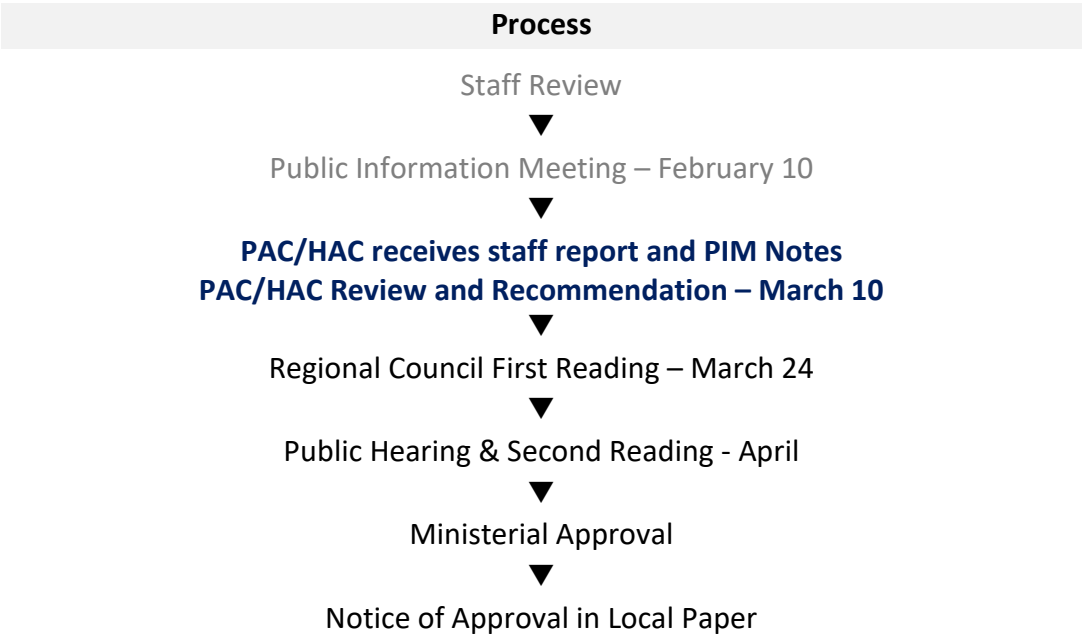 Process
Staff Review
Public Information Meeting – February 10
PAC/HAC receives staff report and PIM Notes
PAC/HAC Review and Recommendation – March 10
Regional Council First Reading – March 24
Public Hearing & Second Reading - April
Ministerial Approval
Notice of Approval in Local Paper